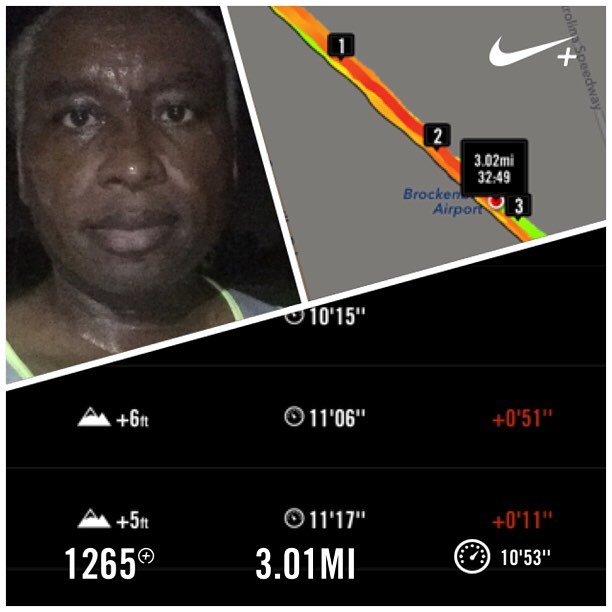 rolina Speedway
1
2
3.02mi
32:49
Brocken
Airport
3
10'15"
+6ft 11'06" +0'51"
+5ft 11'17" +0'11"
1265 3.01MI 10'53"